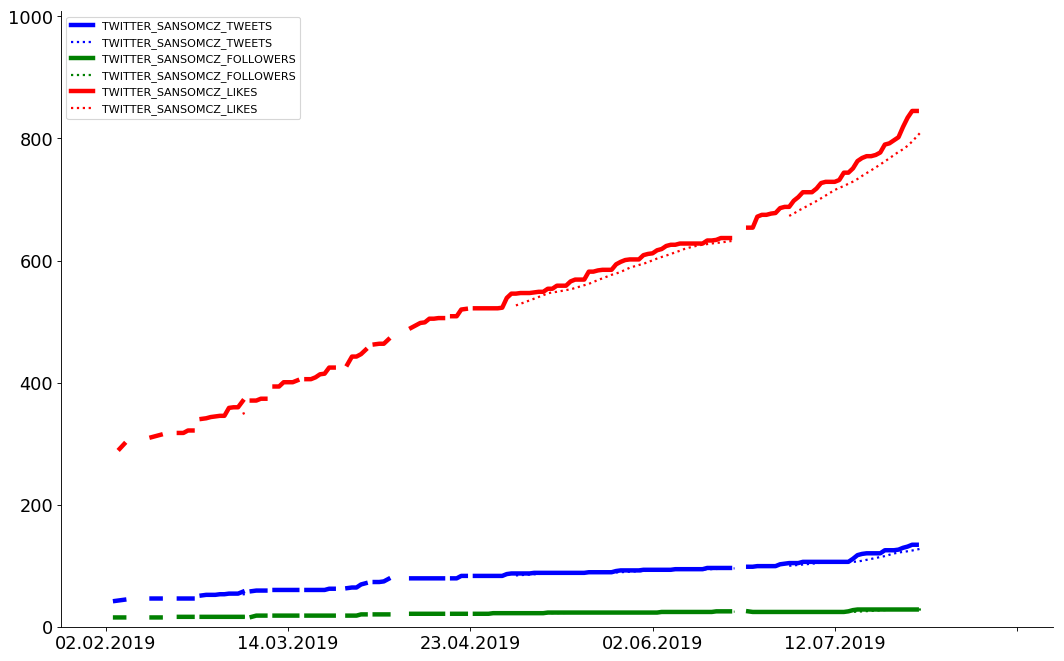 1000
800
600
400
200
0
TWITTER_SANSOMCZ_TWEETS
TWITTER_SANSOMCZ_TWEETS
TWITTER_SANSOMCZ_FOLLOWERS
TWITTER_SANSOMCZ_FOLLOWERS
TWITTER_SANSOMCZ_LIKES
TWITTER_SANSOMCZ_LIKES
02.02.2019 14.03.2019 23.04.2019 02.06.2019 12.07.2019